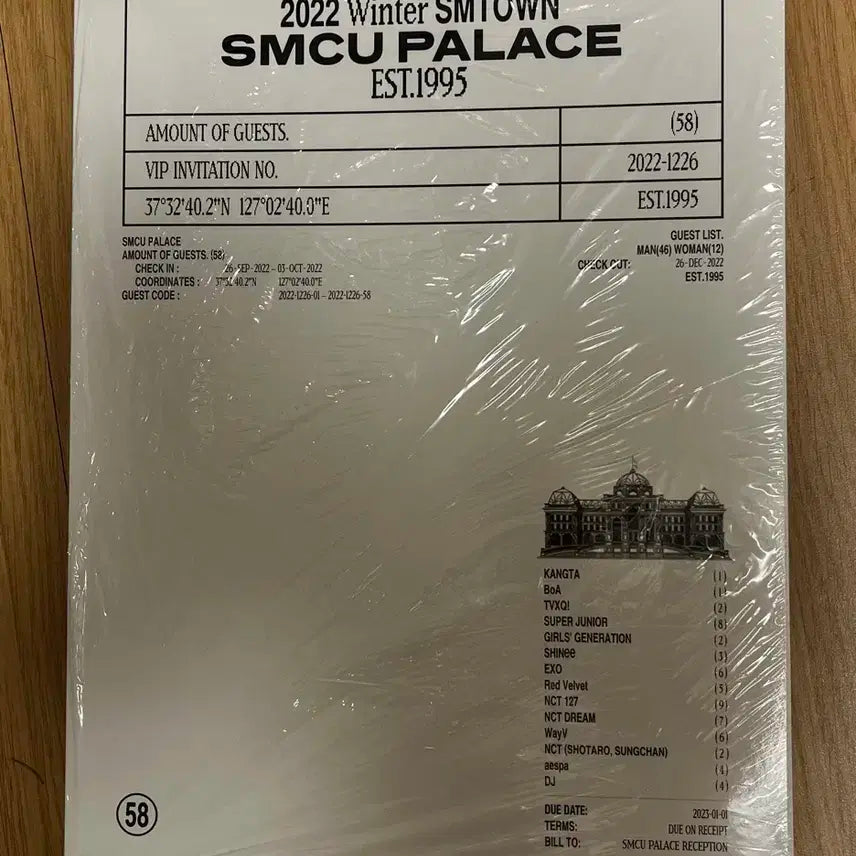 2022 Winter SMTOWN
SMCU PALACE
EST.1995
AMOUNT OF GUESTS. (58)
VIP INVITATION NO. 2022-1226
37°32'40.2"N 127°02'40.0"E EST.1995
SMCU PALACE
AMOUNT OF GUESTS. (58)
CHECK IN : 26-SEP-2022 – 03-OCT-2022
COORDINATES : 37°32'40.2"N 127°02'40.0"E
GUEST CODE : 2022-1226-01 – 2022-1226-58
GUEST LIST.
MAN(46) WOMAN(12)
CHECK OUT: 26-DEC-2022
EST.1995
KANGTA (1)
BoA (1)
TVXQ! (2)
SUPER JUNIOR (8)
GIRLS' GENERATION (2)
SHINee (3)
EXO (6)
Red Velvet (5)
NCT 127 (9)
NCT DREAM (7)
WayV (6)
NCT (SHOTARO, SUNGCHAN) (2)
aespa (4)
DJ (4)
58
DUE DATE: 2023-01-01
TERMS: DUE ON RECEIPT
BILL TO: SMCU PALACE RECEPTION